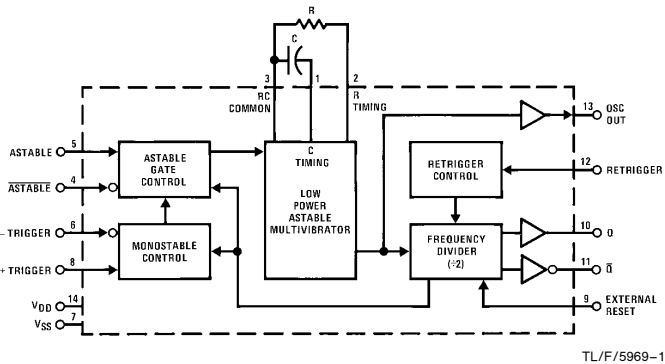 R
C
3
1
2
RC
COMMON
R
TIMING
13
OSC
OUT
ASTABLE
5
ASTABLE
GATE
CONTROL
C
TIMING
LOW
POWER
ASTABLE
MULTIVIBRATOR
RETRIGGER
CONTROL
12
RETRIGGER
ASTABLE
4
− TRIGGER
6
MONOSTABLE
CONTROL
FREQUENCY
DIVIDER
(÷2)
10
Q
+ TRIGGER
8
11
Q̅
VDD
14
9
EXTERNAL
RESET
VSS
7
TL/F/5969–1